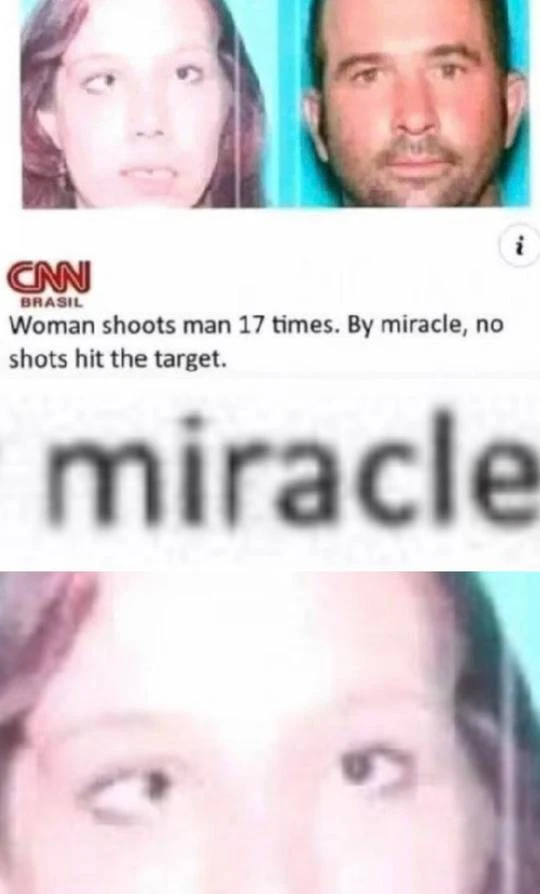 i
CNN
BRASIL
Woman shoots man 17 times. By miracle, no
shots hit the target.
miracle